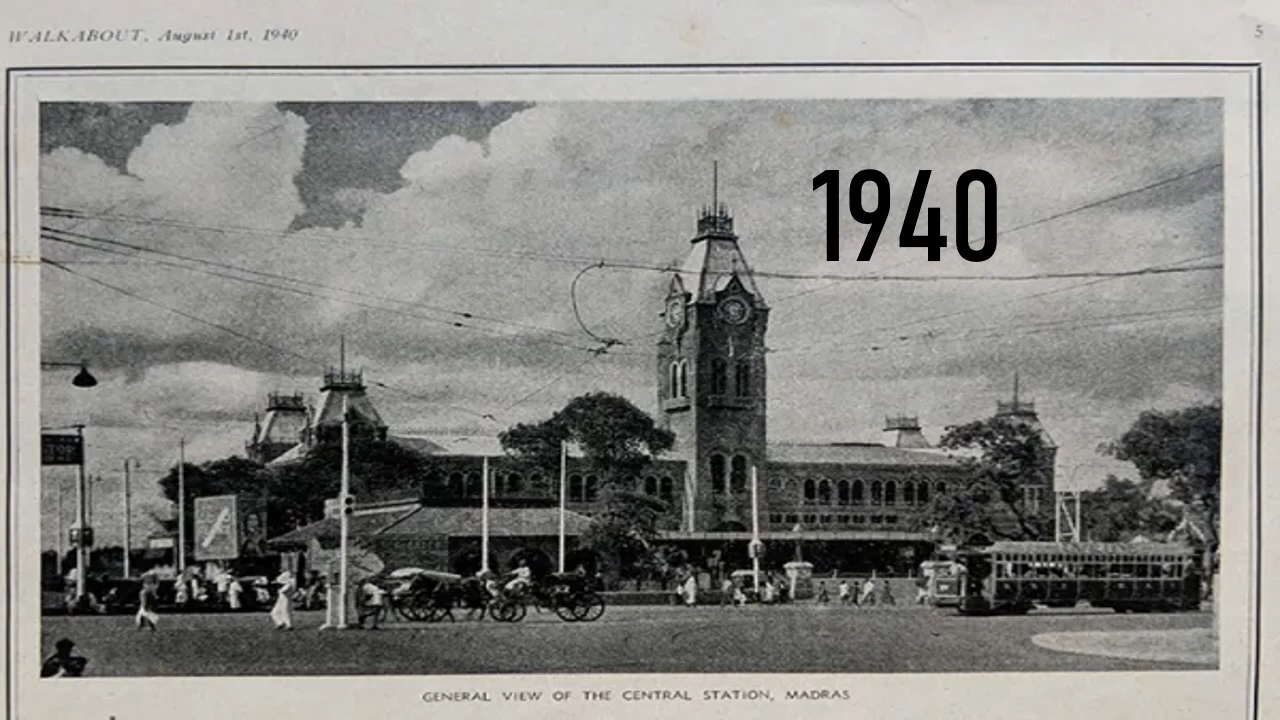 WALKABOUT, August 1st, 1940
5
1940
GENERAL VIEW OF THE CENTRAL STATION, MADRAS